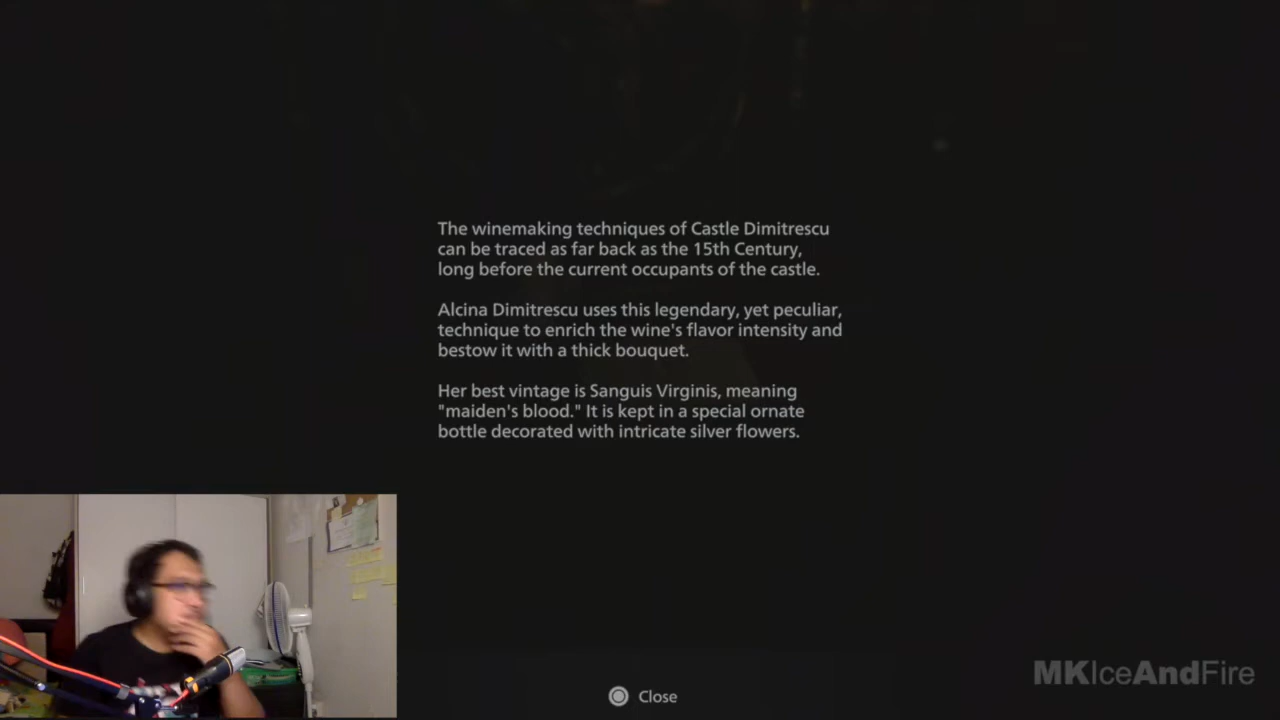 The winemaking techniques of Castle Dimitrescu
can be traced as far back as the 15th Century,
long before the current occupants of the castle.
Alcina Dimitrescu uses this legendary, yet peculiar,
technique to enrich the wine's flavor intensity and
bestow it with a thick bouquet.
Her best vintage is Sanguis Virginis, meaning
"maiden's blood." It is kept in a special ornate
bottle decorated with intricate silver flowers.
MKIceAndFire
Close